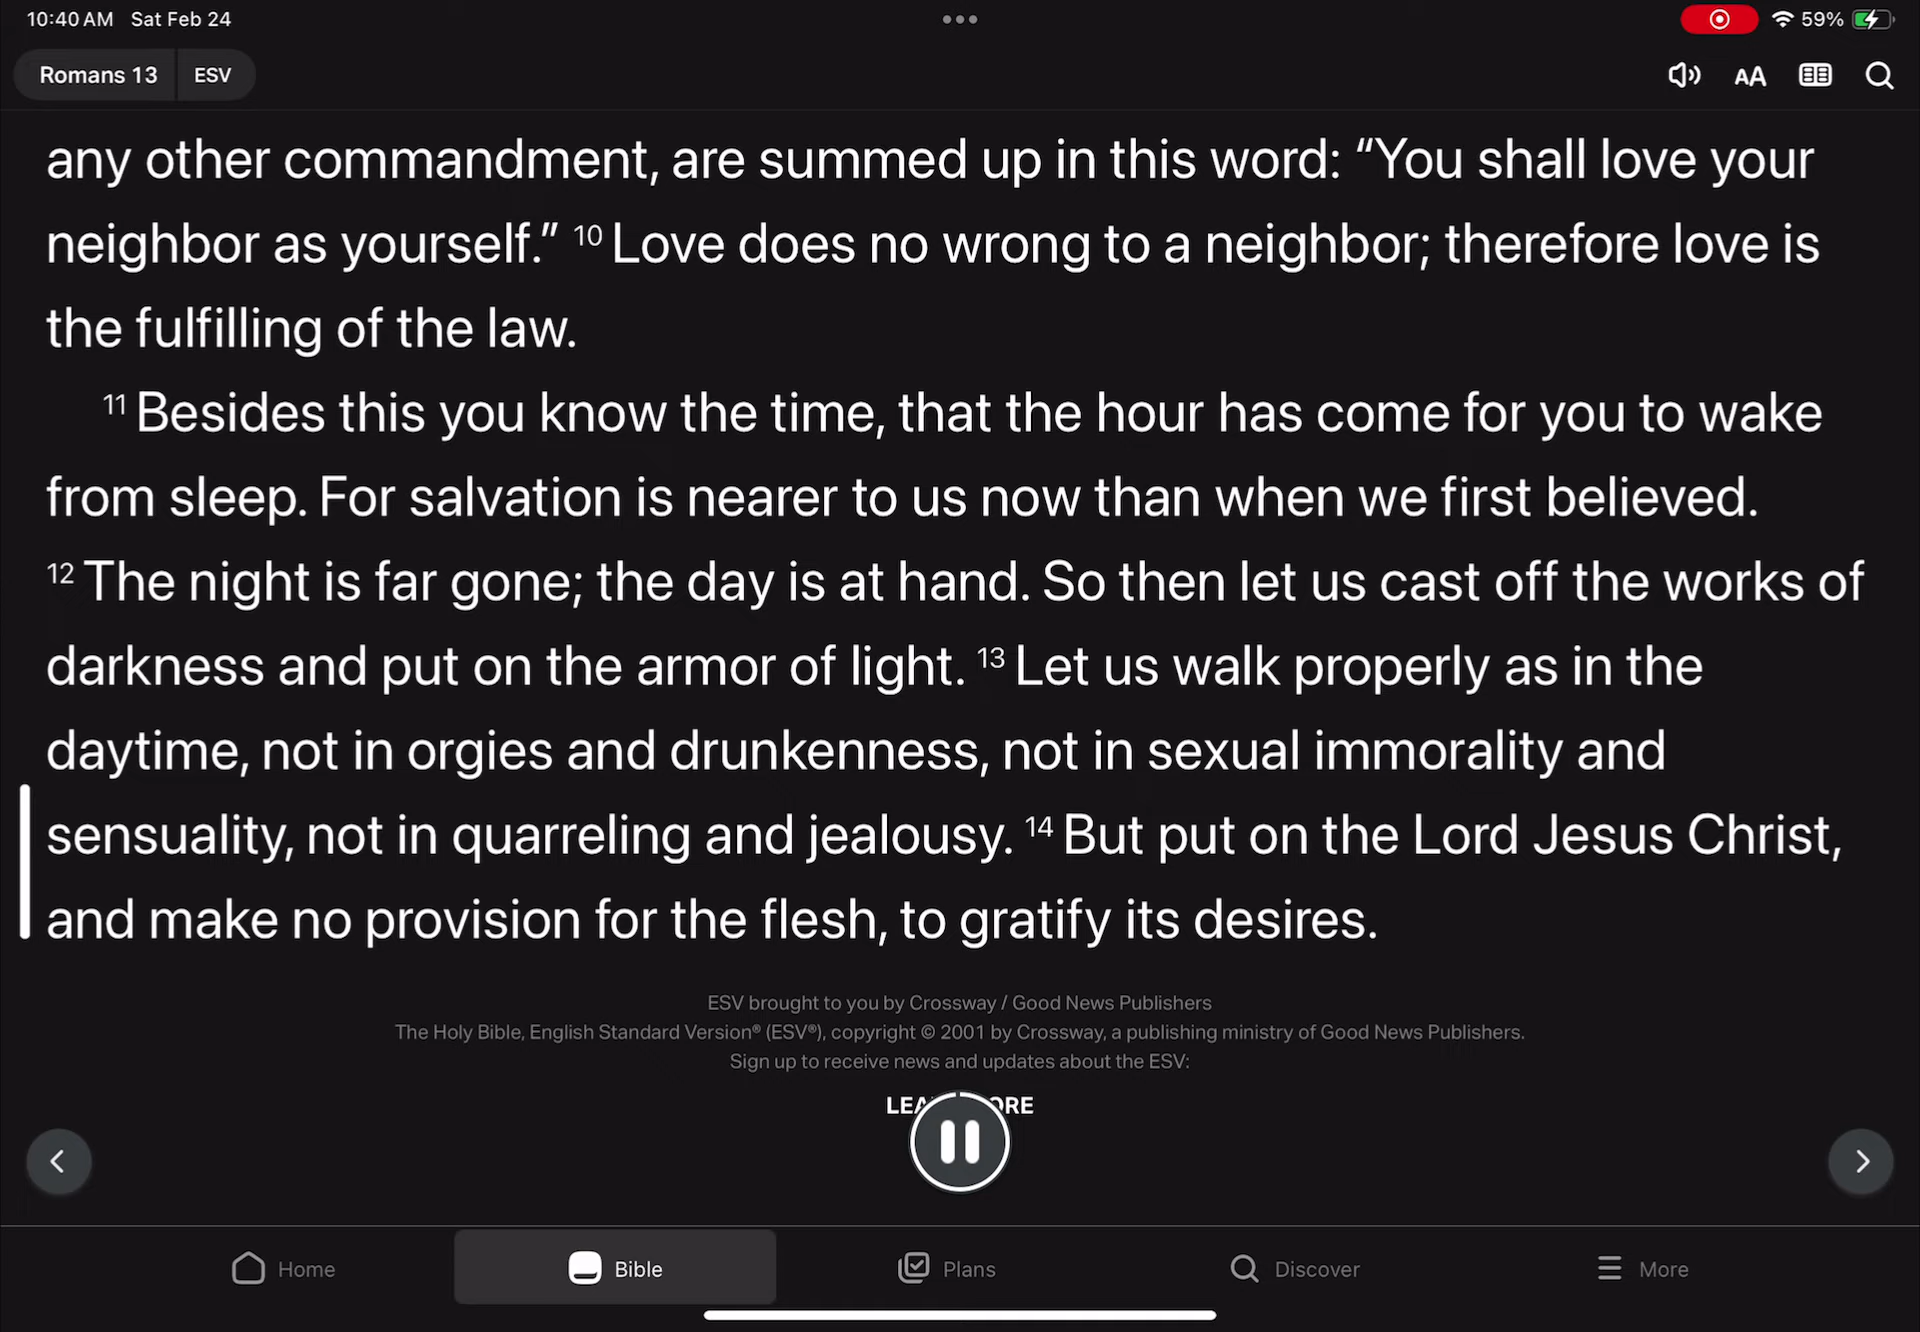 10:40 AM Sat Feb 24
59%
Romans 13 ESV
AA
any other commandment, are summed up in this word: “You shall love your
neighbor as yourself.” 10 Love does no wrong to a neighbor; therefore love is
the fulfilling of the law.
11 Besides this you know the time, that the hour has come for you to wake
from sleep. For salvation is nearer to us now than when we first believed.
12 The night is far gone; the day is at hand. So then let us cast off the works of
darkness and put on the armor of light. 13 Let us walk properly as in the
daytime, not in orgies and drunkenness, not in sexual immorality and
sensuality, not in quarreling and jealousy. 14 But put on the Lord Jesus Christ,
and make no provision for the flesh, to gratify its desires.
ESV brought to you by Crossway / Good News Publishers
The Holy Bible, English Standard Version® (ESV®), copyright © 2001 by Crossway, a publishing ministry of Good News Publishers.
Sign up to receive news and updates about the ESV:
Home Bible Plans Discover More